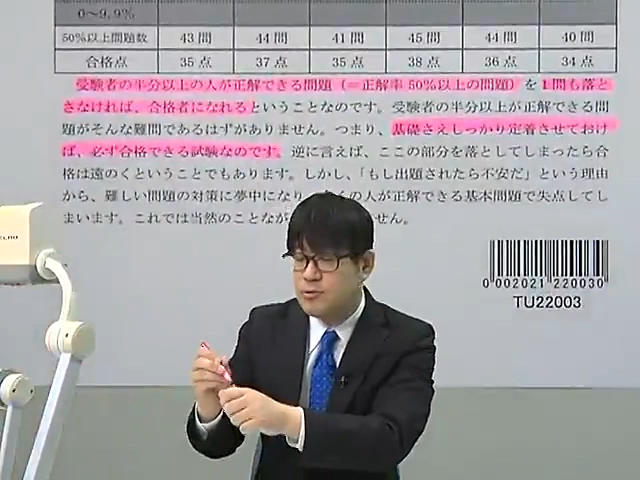 0～9.9%
50%以上問題数 43問 44問 41問 45問 44問 40問
合格点 35点 37点 35点 38点 36点 34点
受験者の半分以上の人が正解できる問題（＝正解率50%以上の問題）を1問も落と
さなければ、合格者になれるということなのです。受験者の半分以上が正解できる問
題がそんな難問であるはずがありません。つまり、基礎さえしっかり定着させておけ
ば、必ず合格できる試験なのです。逆に言えば、ここの部分を落としてしまったら合
格は遠のくということでもあります。しかし、「もし出題されたら不安だ」という理由
から、難しい問題の対策に夢中になり、くの人が正解できる基本問題で失点してし
まいます。これでは当然のことなが せん。
0 002021 220030
TU22003